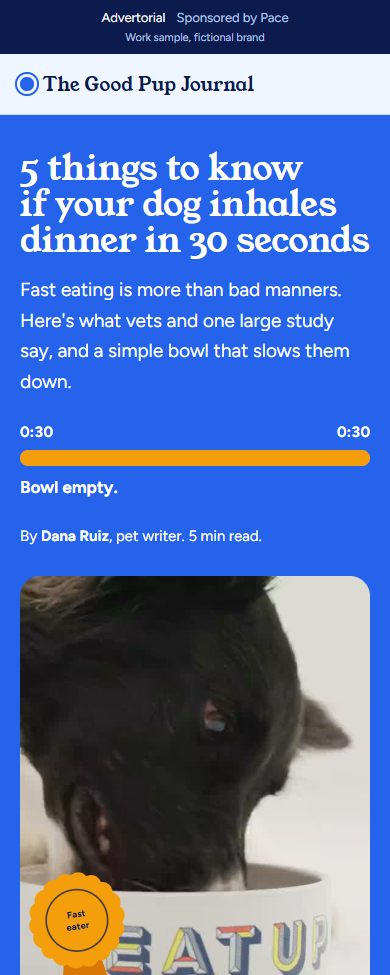 Advertorial Sponsored by Pace
Work sample, fictional brand
The Good Pup Journal
5 things to know
if your dog inhales
dinner in 30 seconds
Fast eating is more than bad manners.
Here's what vets and one large study
say, and a simple bowl that slows them
down.
0:30 0:30
Bowl empty.
By Dana Ruiz, pet writer. 5 min read.
Fast
eater
EAT UP